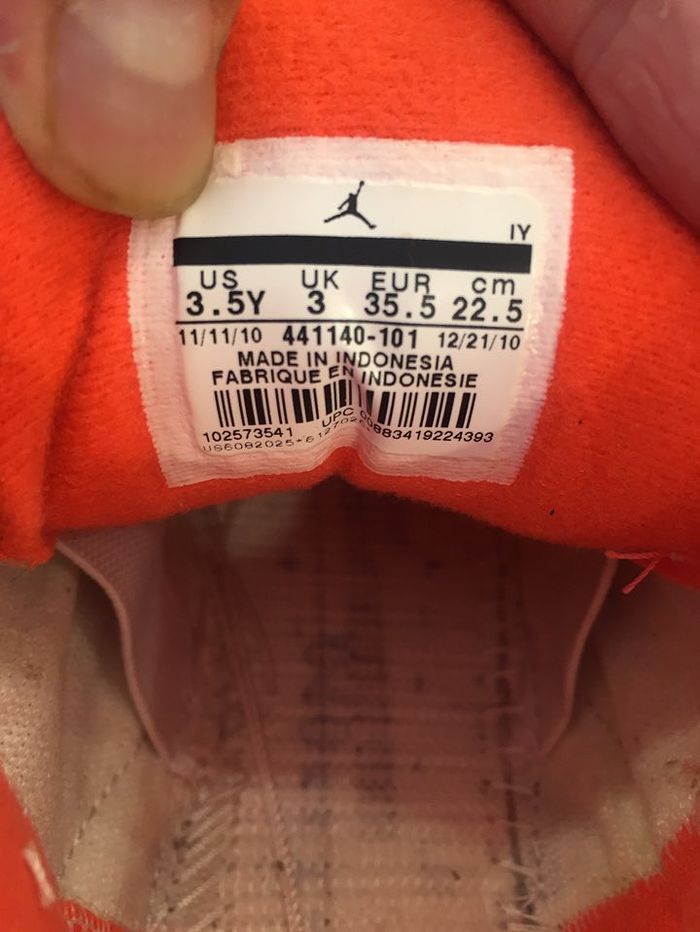 IY
US UK EUR cm
3.5Y 3 35.5 22.5
11/11/10 441140-101 12/21/10
MADE IN INDONESIA
FABRIQUE EN INDONESIE
102573541 UPC 00883419224393